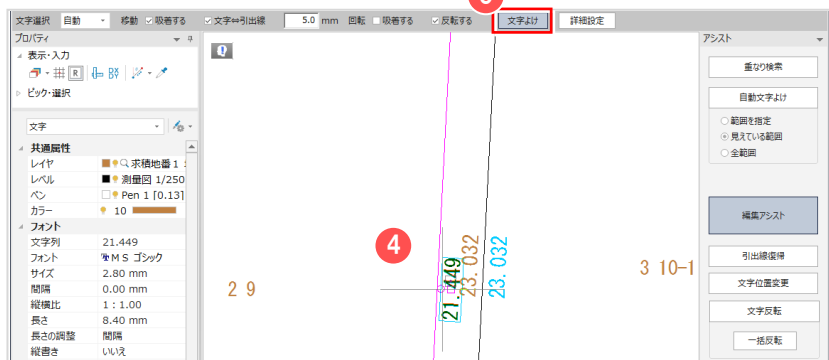 文字選択 自動 移動 吸着する 文字⇔引出線 5.0 mm 回転 吸着する 反転する 文字よけ 詳細設定
プロパティ
表示・入力
R
ピック・選択
文字
共通属性
レイヤ 求積地番1
レベル 測量図 1/250
ペン Pen 1 [0.13]
カラー 10
フォント
文字列 21.449
フォント MS ゴシック
サイズ 2.80 mm
間隔 0.00 mm
縦横比 1 : 1.00
長さ 8.40 mm
長さの調整 間隔
縦書き いいえ
4
29
21.449
23.032
23.032
3 10-1
アシスト
重なり検索
自動文字よけ
範囲を指定
見えている範囲
全範囲
編集アシスト
引出線復帰
文字位置変更
文字反転
一括反転